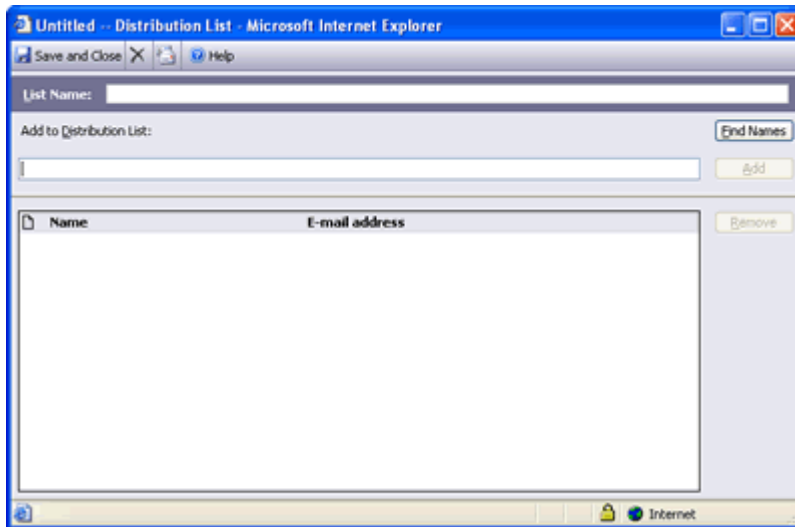 Untitled -- Distribution List - Microsoft Internet Explorer
Save and Close Help
List Name:
Add to Distribution List:
Find Names
Add
Name E-mail address
Remove
Internet